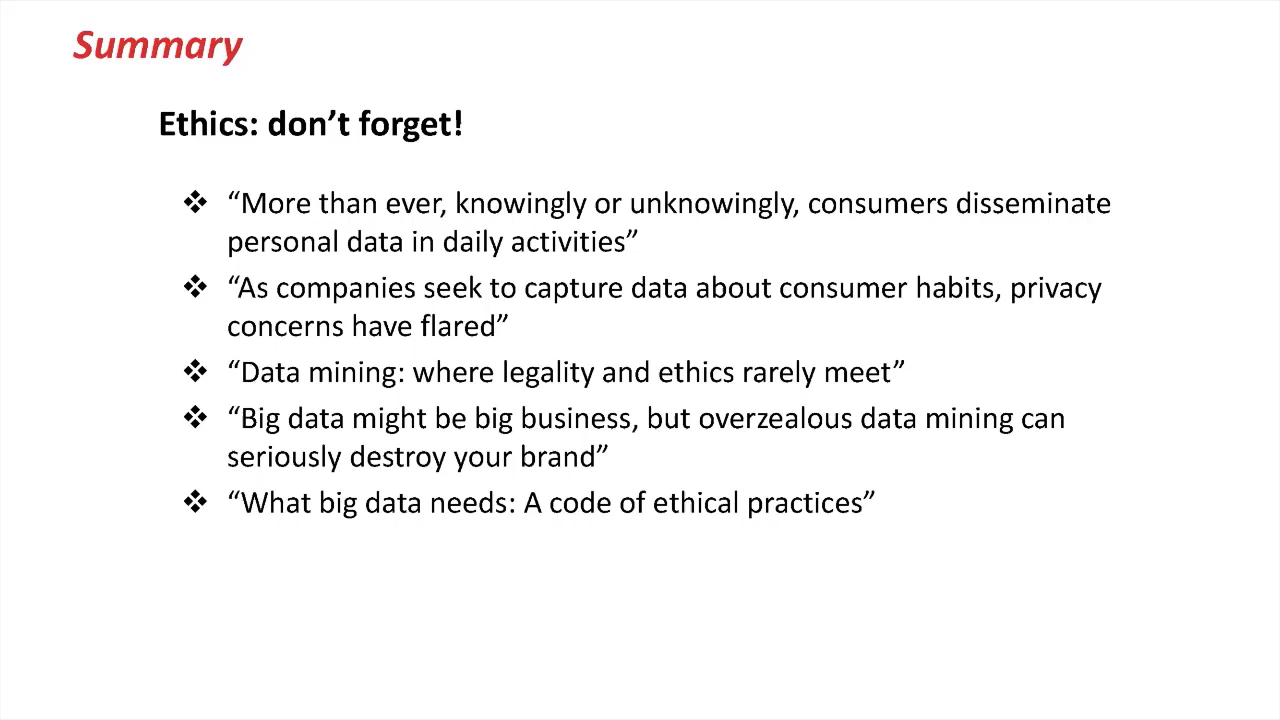 Summary
Ethics: don’t forget!
❖ “More than ever, knowingly or unknowingly, consumers disseminate
personal data in daily activities”
❖ “As companies seek to capture data about consumer habits, privacy
concerns have flared”
❖ “Data mining: where legality and ethics rarely meet”
❖ “Big data might be big business, but overzealous data mining can
seriously destroy your brand”
❖ “What big data needs: A code of ethical practices”